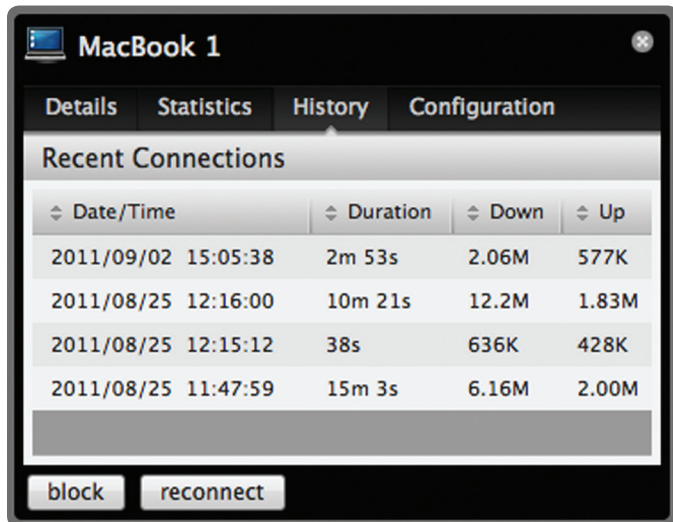 MacBook 1
Details Statistics History Configuration
Recent Connections
Date/Time Duration Down Up
2011/09/02 15:05:38 2m 53s 2.06M 577K
2011/08/25 12:16:00 10m 21s 12.2M 1.83M
2011/08/25 12:15:12 38s 636K 428K
2011/08/25 11:47:59 15m 3s 6.16M 2.00M
block reconnect